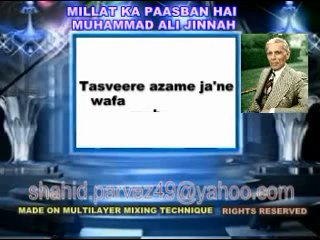 MILLAT KA PAASBAN HAI
MUHAMMAD ALI JINNAH
Tasveere azame ja'ne
wafa
shahid.parvaz49@yahoo.com
MADE ON MULTILAYER MIXING TECHNIQUE RIGHTS RESERVED